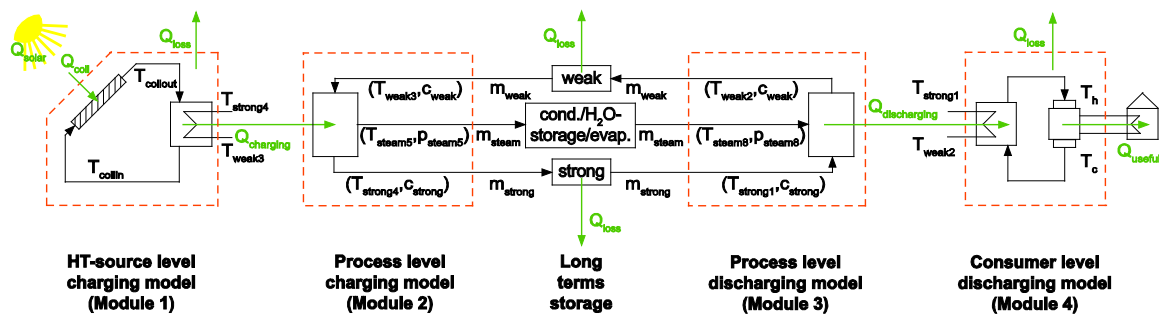 Q_solar
Q_coll
T_collout
T_collin
Q_loss
T_strong4
Q_charging
T_weak3
(T_weak3,c_weak)
(T_steam5,p_steam5)
(T_strong4,c_strong)
Q_loss
weak
m_weak
m_weak
cond./H₂O-
storage/evap.
m_steam
m_steam
strong
m_strong
m_strong
Q_loss
(T_weak2,c_weak)
(T_steam8,p_steam8)
(T_strong1,c_strong)
Q_discharging
Q_loss
T_strong1
T_weak2
T_h
T_c
Q_useful
HT-source level
charging model
(Module 1)
Process level
charging model
(Module 2)
Long
terms
storage
Process level
discharging model
(Module 3)
Consumer level
discharging model
(Module 4)